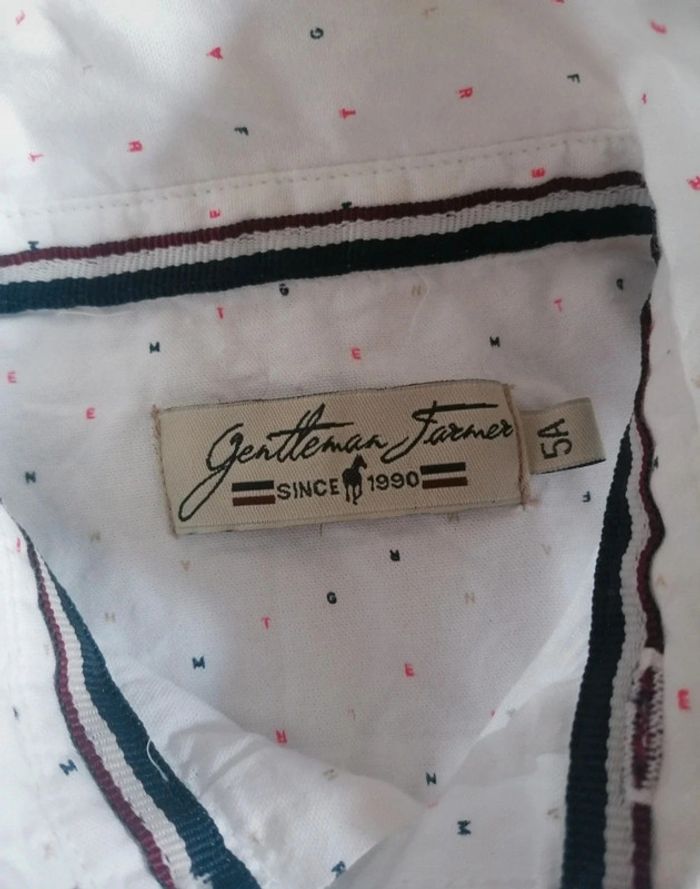 Gentleman Farmer
SINCE 1990
5A